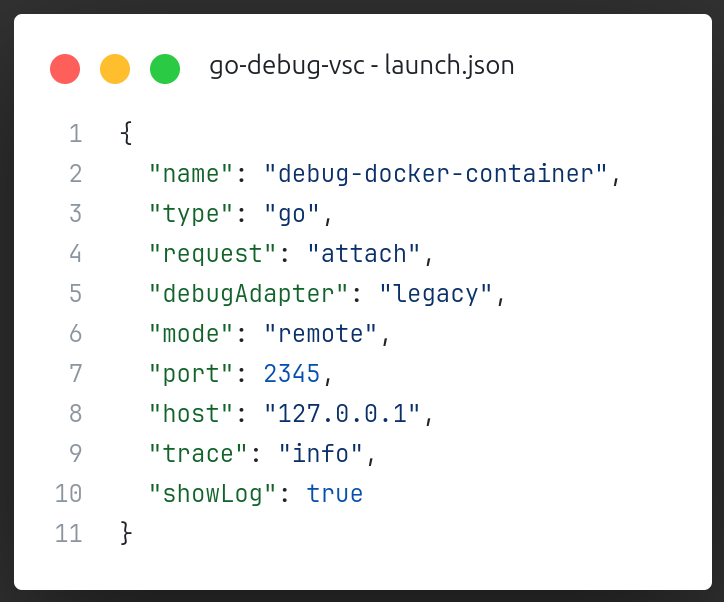 go-debug-vsc - launch.json
1 {
2   "name": "debug-docker-container",
3   "type": "go",
4   "request": "attach",
5   "debugAdapter": "legacy",
6   "mode": "remote",
7   "port": 2345,
8   "host": "127.0.0.1",
9   "trace": "info",
10   "showLog": true
11 }